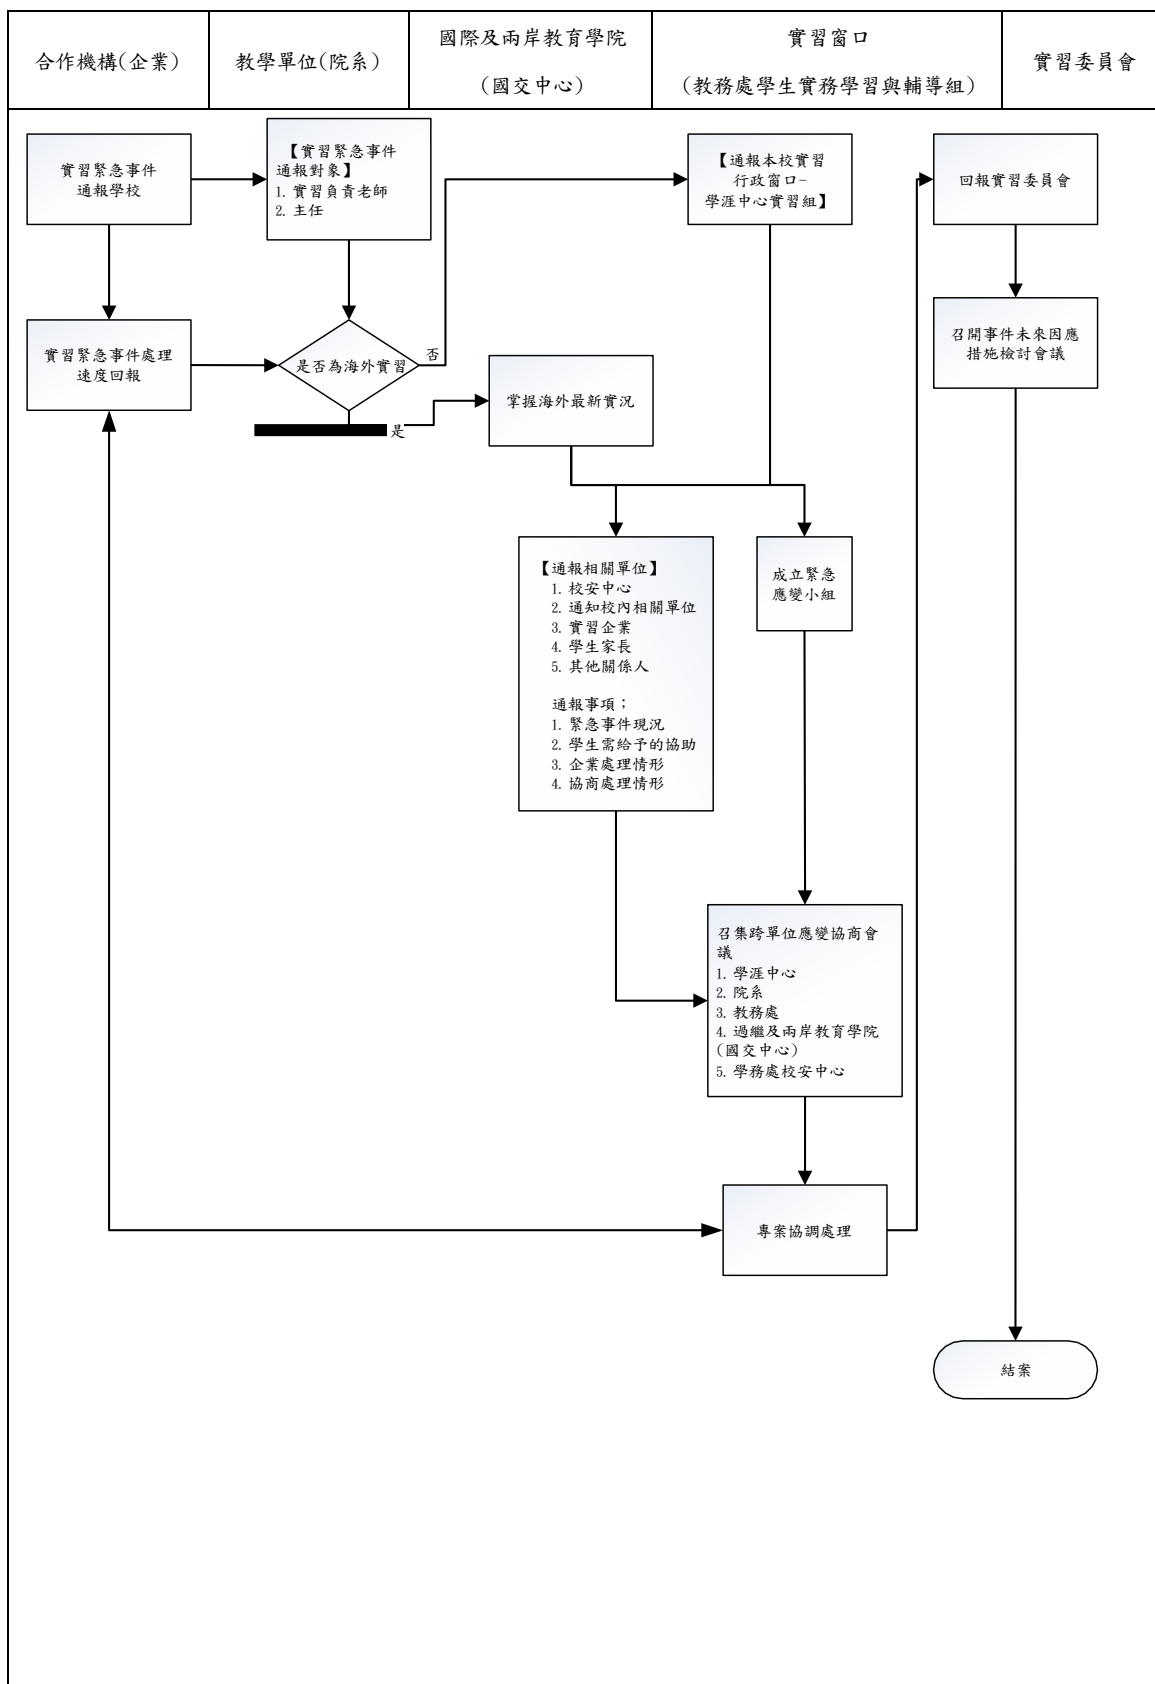 合作機構(企業)
教學單位(院系)
國際及兩岸教育學院
(國交中心)
實習窗口
(教務處學生實務學習與輔導組)
實習委員會
實習緊急事件
通報學校
【實習緊急事件
通報對象】
1. 實習負責老師
2. 主任
【通報本校實習
行政窗口-
學涯中心實習組】
回報實習委員會
實習緊急事件處理
速度回報
是否為海外實習
否
是
掌握海外最新實況
召開事件未來因應
措施檢討會議
【通報相關單位】
1. 校安中心
2. 通知校內相關單位
3. 實習企業
4. 學生家長
5. 其他關係人
通報事項；
1. 緊急事件現況
2. 學生需給予的協助
3. 企業處理情形
4. 協商處理情形
成立緊急
應變小組
召集跨單位應變協商會
議
1. 學涯中心
2. 院系
3. 教務處
4. 過繼及兩岸教育學院
(國交中心)
5. 學務處校安中心
專案協調處理
結案